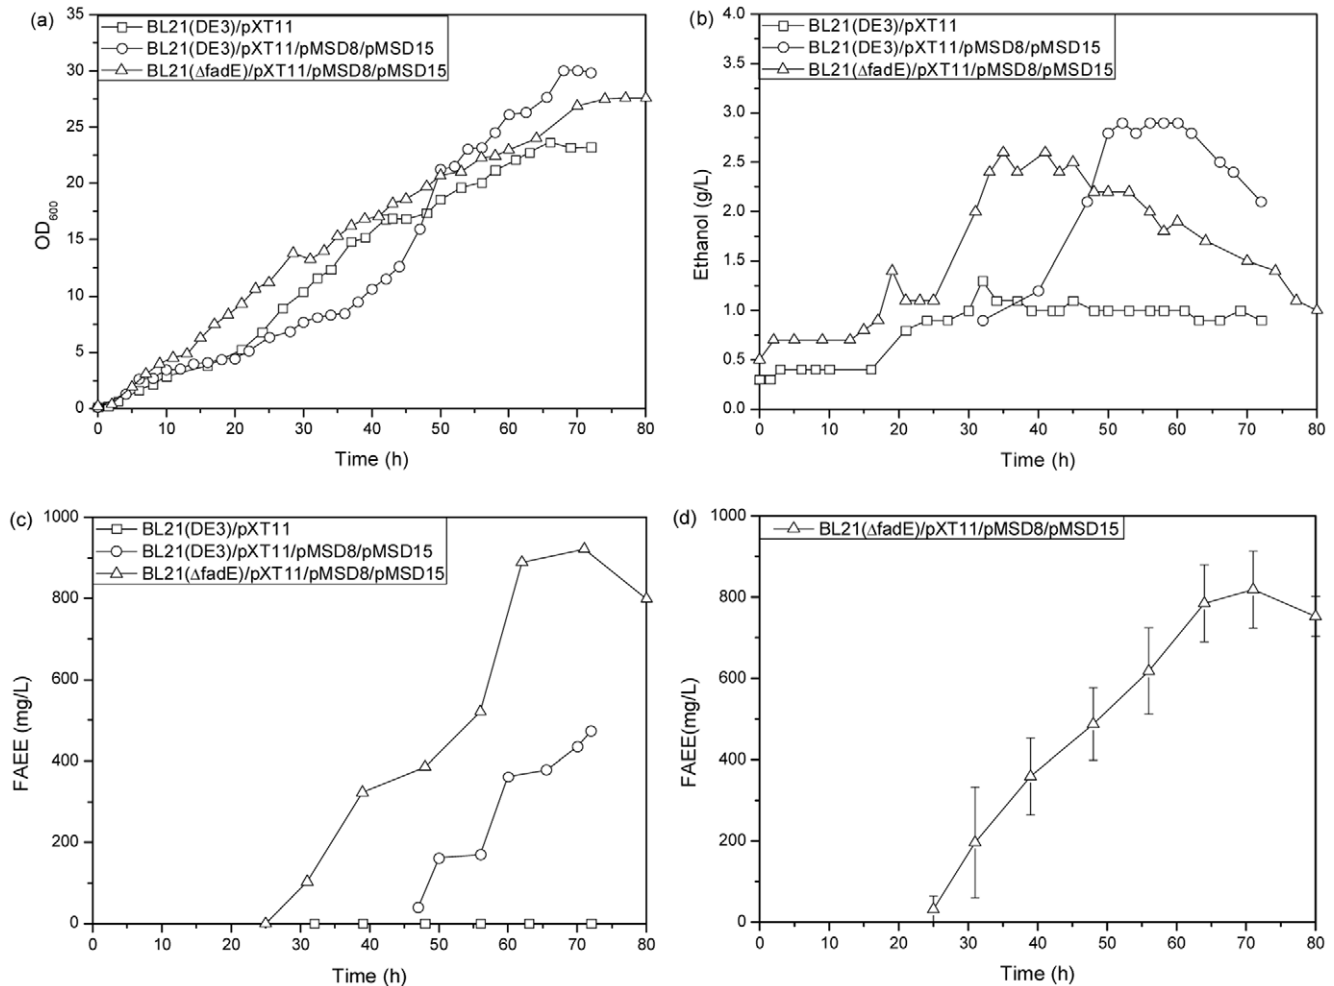 (a)
BL21(DE3)/pXT11
BL21(DE3)/pXT11/pMSD8/pMSD15
BL21(ΔfadE)/pXT11/pMSD8/pMSD15
OD600
35
30
25
20
15
10
5
0
0 10 20 30 40 50 60 70 80
Time (h)
(b)
BL21(DE3)/pXT11
BL21(DE3)/pXT11/pMSD8/pMSD15
BL21(ΔfadE)/pXT11/pMSD8/pMSD15
Ethanol (g/L)
4.0
3.5
3.0
2.5
2.0
1.5
1.0
0.5
0.0
0 10 20 30 40 50 60 70 80
Time (h)
(c)
BL21(DE3)/pXT11
BL21(DE3)/pXT11/pMSD8/pMSD15
BL21(ΔfadE)/pXT11/pMSD8/pMSD15
FAEE (mg/L)
1000
800
600
400
200
0
0 10 20 30 40 50 60 70 80
Time (h)
(d)
BL21(ΔfadE)/pXT11/pMSD8/pMSD15
FAEE(mg/L)
1000
800
600
400
200
0
0 10 20 30 40 50 60 70 80
Time (h)